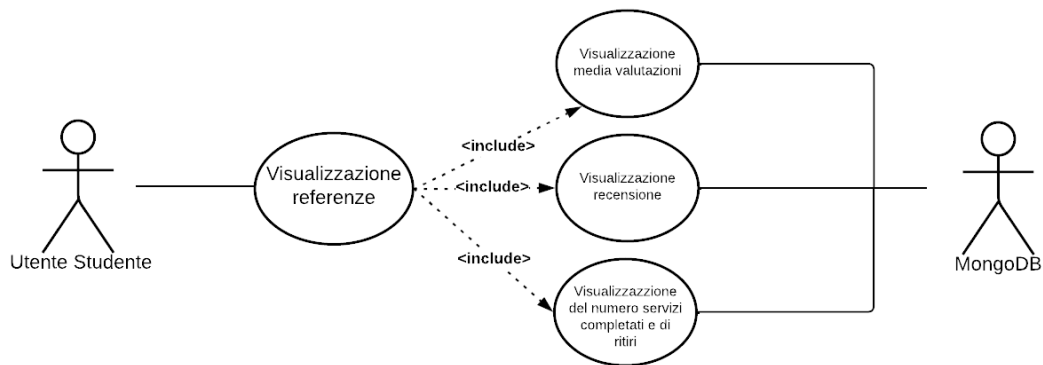 Visualizzazione
media valutazioni
<include>
Visualizzazione
referenze
<include>
Visualizzazione
recensione
<include>
Utente Studente
MongoDB
Visualizzazzione
del numero servizi
completati e di
ritiri